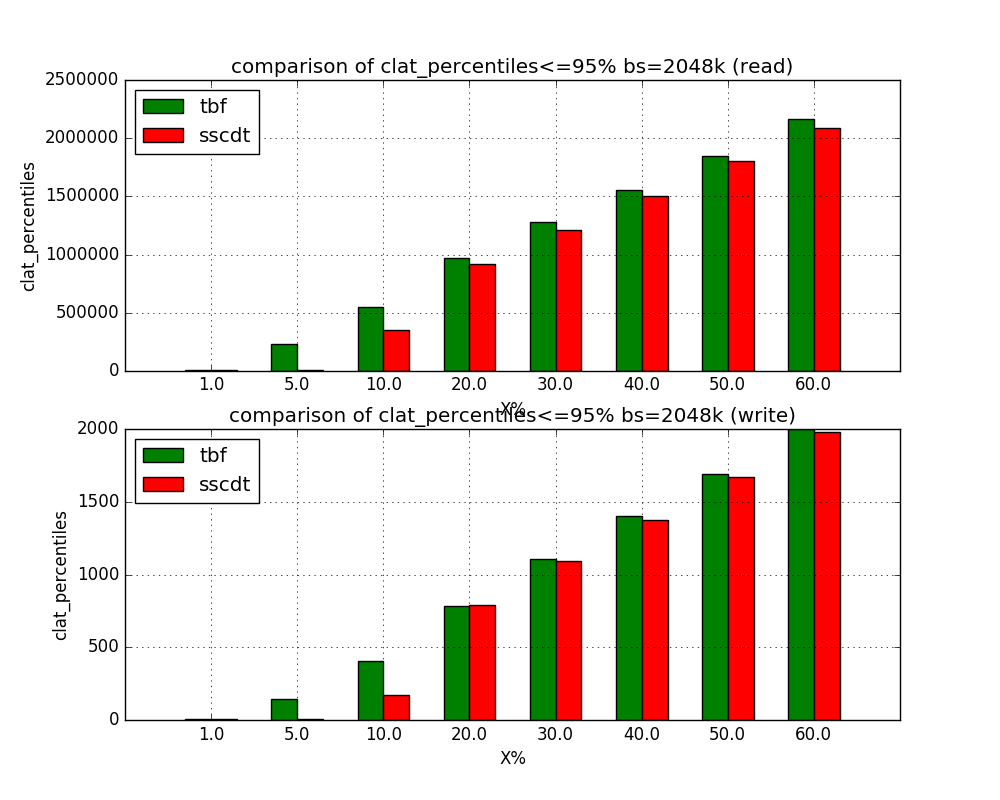 comparison of clat_percentiles<=95% bs=2048k (read)
2500000
2000000
1500000
1000000
500000
0
clat_percentiles
tbf
sscdt
1.0 5.0 10.0 20.0 30.0 40.0 50.0 60.0
X%
comparison of clat_percentiles<=95% bs=2048k (write)
2000
1500
1000
500
0
clat_percentiles
tbf
sscdt
1.0 5.0 10.0 20.0 30.0 40.0 50.0 60.0
X%